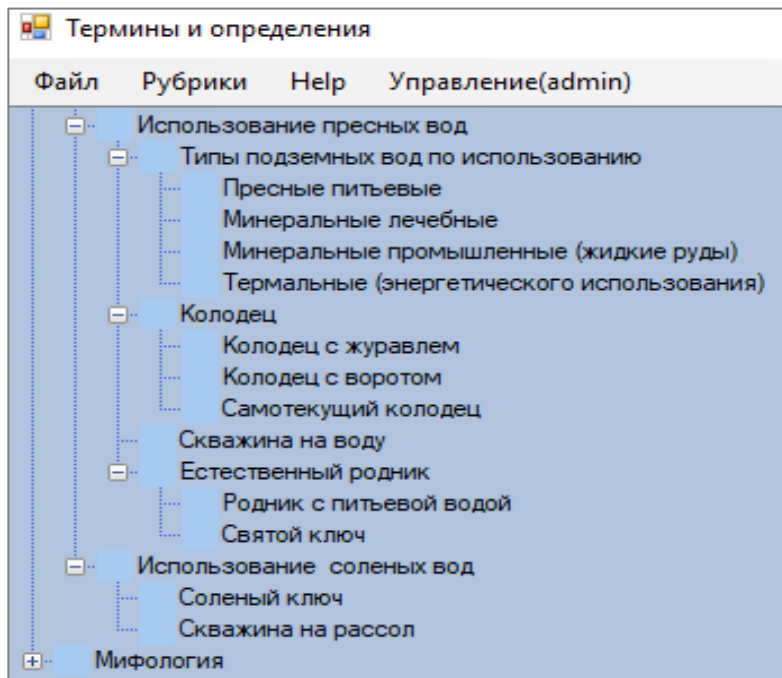 Термины и определения
Файл Рубрики Help Управление(admin)
Использование пресных вод
Типы подземных вод по использованию
Пресные питьевые
Минеральные лечебные
Минеральные промышленные (жидкие руды)
Термальные (энергетического использования)
Колодец
Колодец с журавлем
Колодец с воротом
Самотекущий колодец
Скважина на воду
Естественный родник
Родник с питьевой водой
Святой ключ
Использование соленых вод
Соленый ключ
Скважина на рассол
Мифология